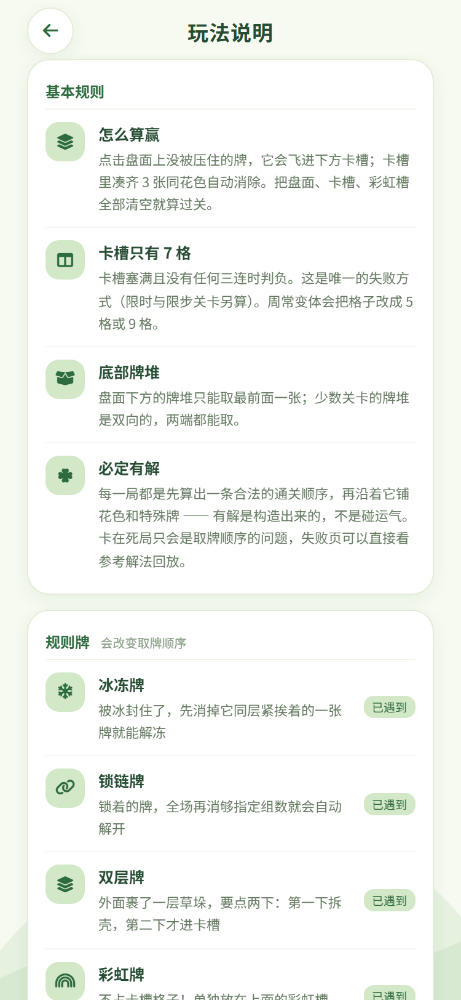 玩法说明
基本规则
怎么算赢
点击盘面上没被压住的牌，它会飞进下方卡槽；卡槽
里凑齐 3 张同花色自动消除。把盘面、卡槽、彩虹槽
全部清空就算过关。
卡槽只有 7 格
卡槽塞满且没有任何三连时判负。这是唯一的失败方
式（限时与限步关卡另算）。周常变体会把格子改成 5
格或 9 格。
底部牌堆
盘面下方的牌堆只能取最前面一张；少数关卡的牌堆
是双向的，两端都能取。
必定有解
每一局都是先算出一条合法的通关顺序，再沿着它铺
花色和特殊牌 —— 有解是构造出来的，不是碰运气。
卡在死局只会是取牌顺序的问题，失败页可以直接看
参考解法回放。
规则牌 会改变取牌顺序
冰冻牌
被冰封住了，先消掉它同层紧挨着的一张
牌就能解冻
已遇到
锁链牌
锁着的牌，全场再消够指定组数就会自动
解开
已遇到
双层牌
外面裹了一层草垛，要点两下：第一下拆
壳，第二下才进卡槽
已遇到
彩虹牌
不占卡槽格子！单独放在上面的彩虹槽
已遇到